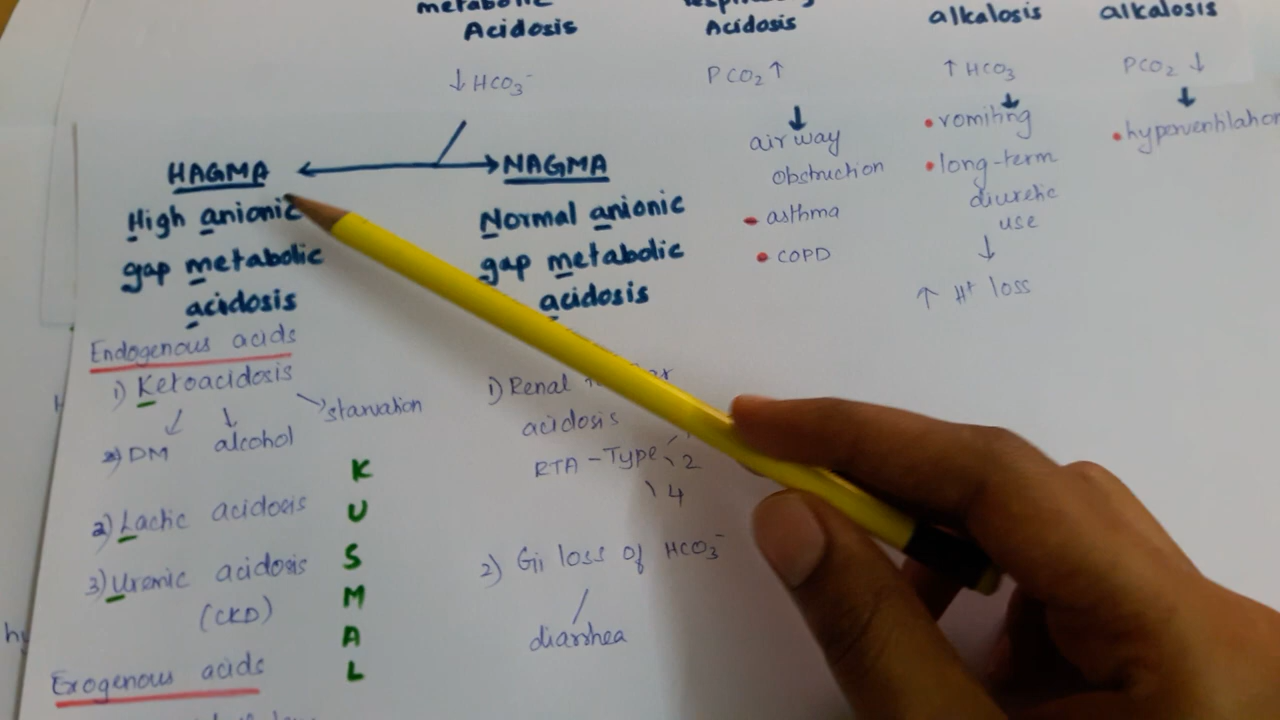 metabolic
Acidosis
↓ HCO3-
HAGMA
High anionic
gap metabolic
acidosis
Endogenous acids
1) Ketoacidosis
starvation
DM
alcohol
2) Lactic acidosis
3) Uremic acidosis
(CKD)
Exogenous acids
K
U
S
M
A
L
NAGMA
Normal anionic
gap metabolic
acidosis
1) Renal
acidosis
RTA - Type
2
4
2) Gi loss of HCO3-
diarrhea
Acidosis
PCO2 ↑
air way
obstruction
• asthma
• COPD
alkalosis
↑ HCO3
• vomiting
• long-term
diuretic
use
↑ H+ loss
alkalosis
PCO2 ↓